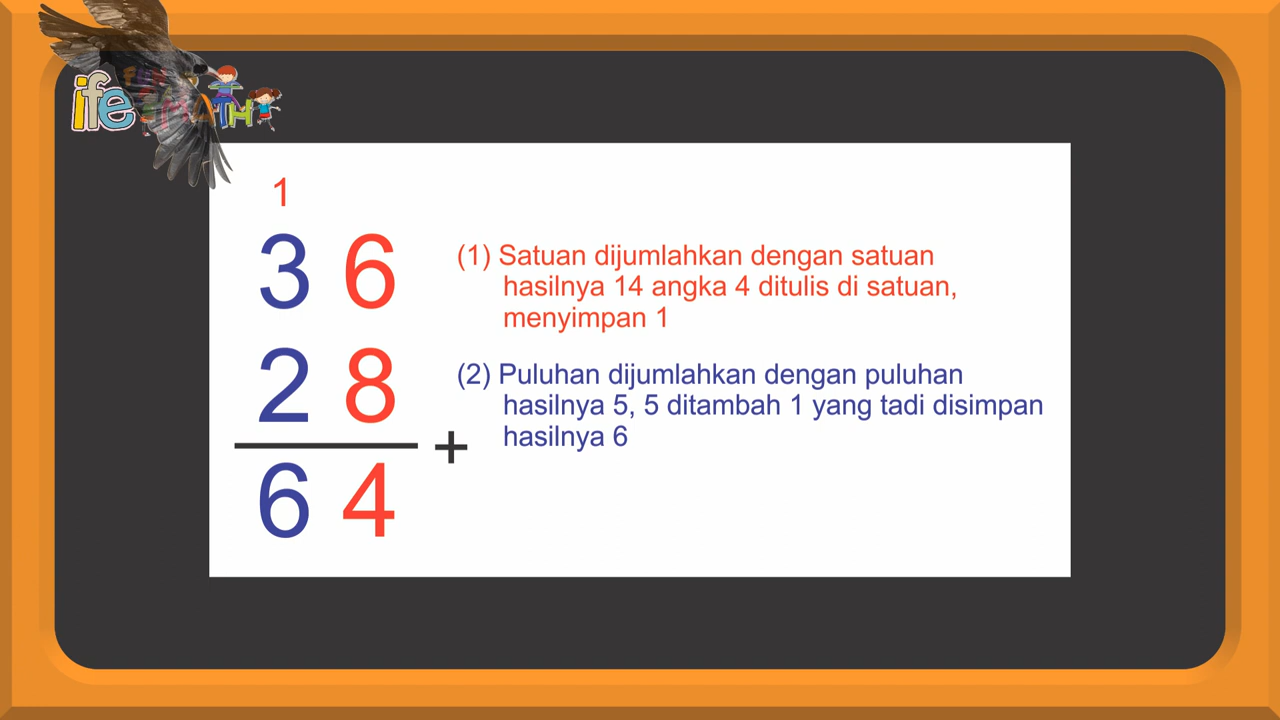 ife
1
3 6
2 8
+
6 4
(1) Satuan dijumlahkan dengan satuan
hasilnya 14 angka 4 ditulis di satuan,
menyimpan 1
(2) Puluhan dijumlahkan dengan puluhan
hasilnya 5, 5 ditambah 1 yang tadi disimpan
hasilnya 6